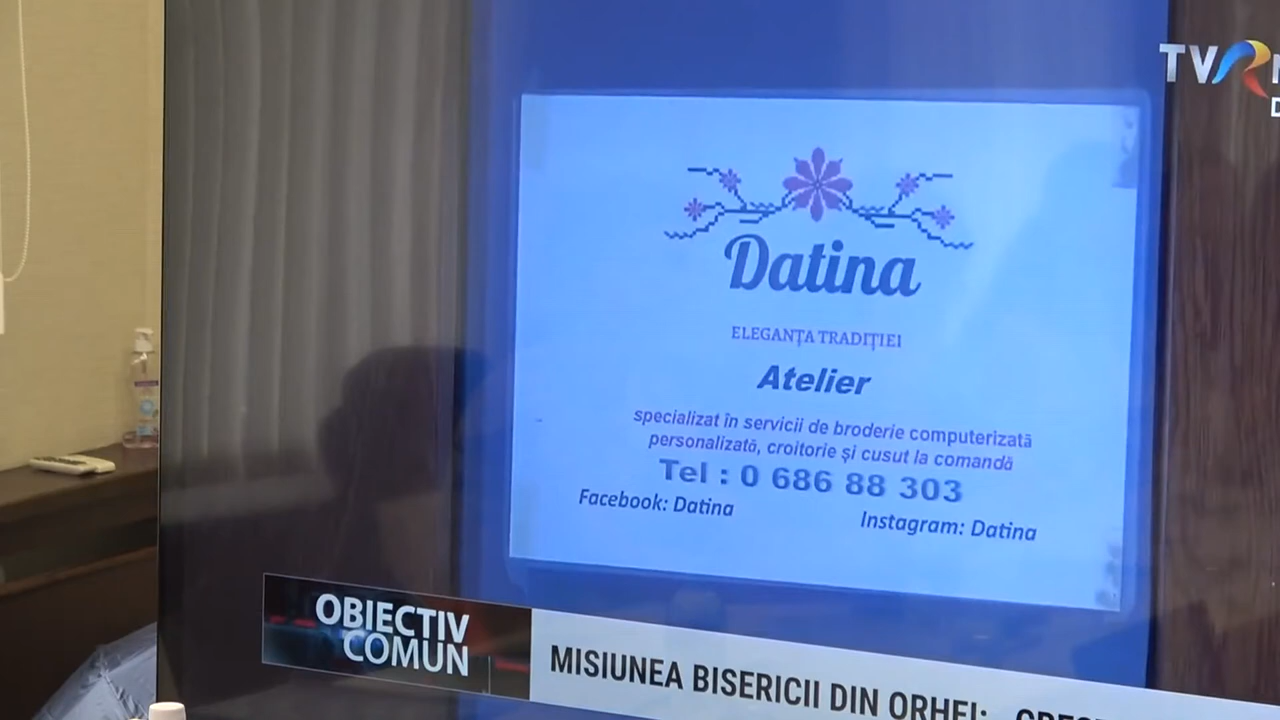 TVR
Datina
ELEGANȚA TRADIȚIEI
Atelier
specializat în servicii de broderie computerizată
personalizată, croitorie și cusut la comandă
Tel : 0 686 88 303
Facebook: Datina
Instagram: Datina
OBIECTIV
COMUN
MISIUNEA BISERICII DIN ORHEI: